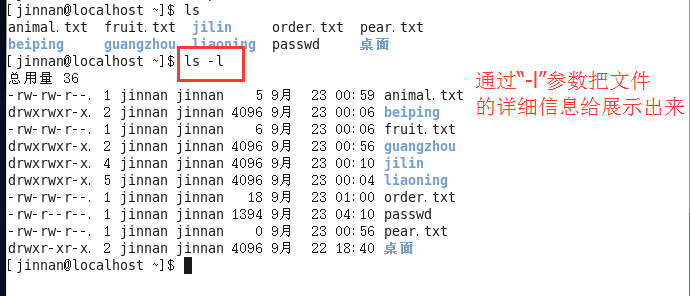 [jinnan@localhost ~]$ ls
animal.txt fruit.txt jilin order.txt pear.txt
beiping guangzhou liaoning passwd 桌面
[jinnan@localhost ~]$ ls -l
总用量 36
-rw-rw-r--. 1 jinnan jinnan 5 9月 23 00:59 animal.txt
drwxrwxr-x. 2 jinnan jinnan 4096 9月 23 00:06 beiping
-rw-rw-r--. 1 jinnan jinnan 6 9月 23 00:06 fruit.txt
drwxrwxr-x. 2 jinnan jinnan 4096 9月 23 00:56 guangzhou
drwxrwxr-x. 4 jinnan jinnan 4096 9月 23 00:10 jilin
drwxrwxr-x. 5 jinnan jinnan 4096 9月 23 00:04 liaoning
-rw-rw-r--. 1 jinnan jinnan 18 9月 23 01:00 order.txt
-rw-r--r--. 1 jinnan jinnan 1394 9月 23 04:10 passwd
-rw-rw-r--. 1 jinnan jinnan 0 9月 23 00:56 pear.txt
drwxr-xr-x. 2 jinnan jinnan 4096 9月 22 18:40 桌面
[jinnan@localhost ~]$
通过“-l”参数把文件
的详细信息给展示出来